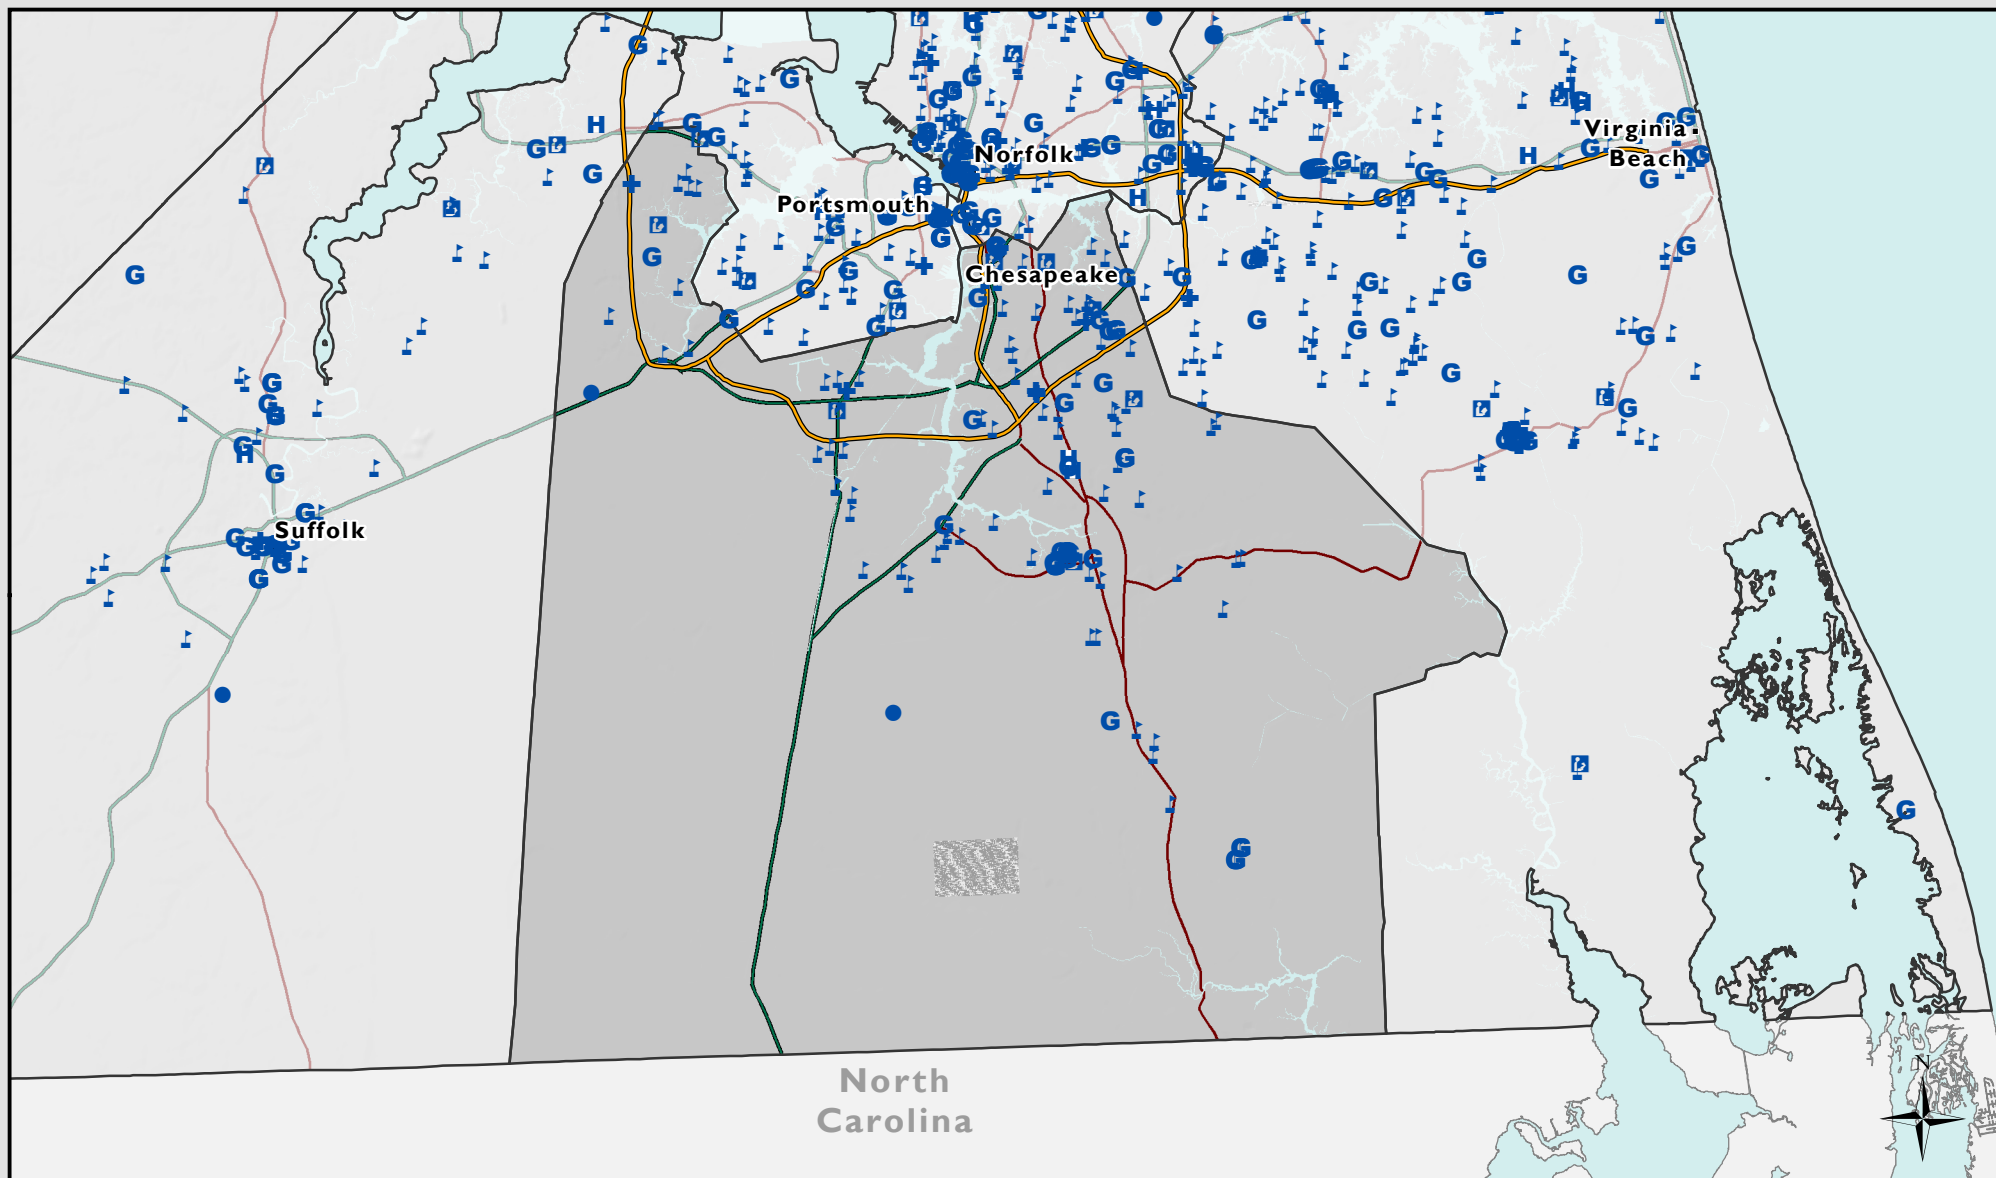 Virginia
Beach
Norfolk
Portsmouth
Chesapeake
Suffolk
North
Carolina
N